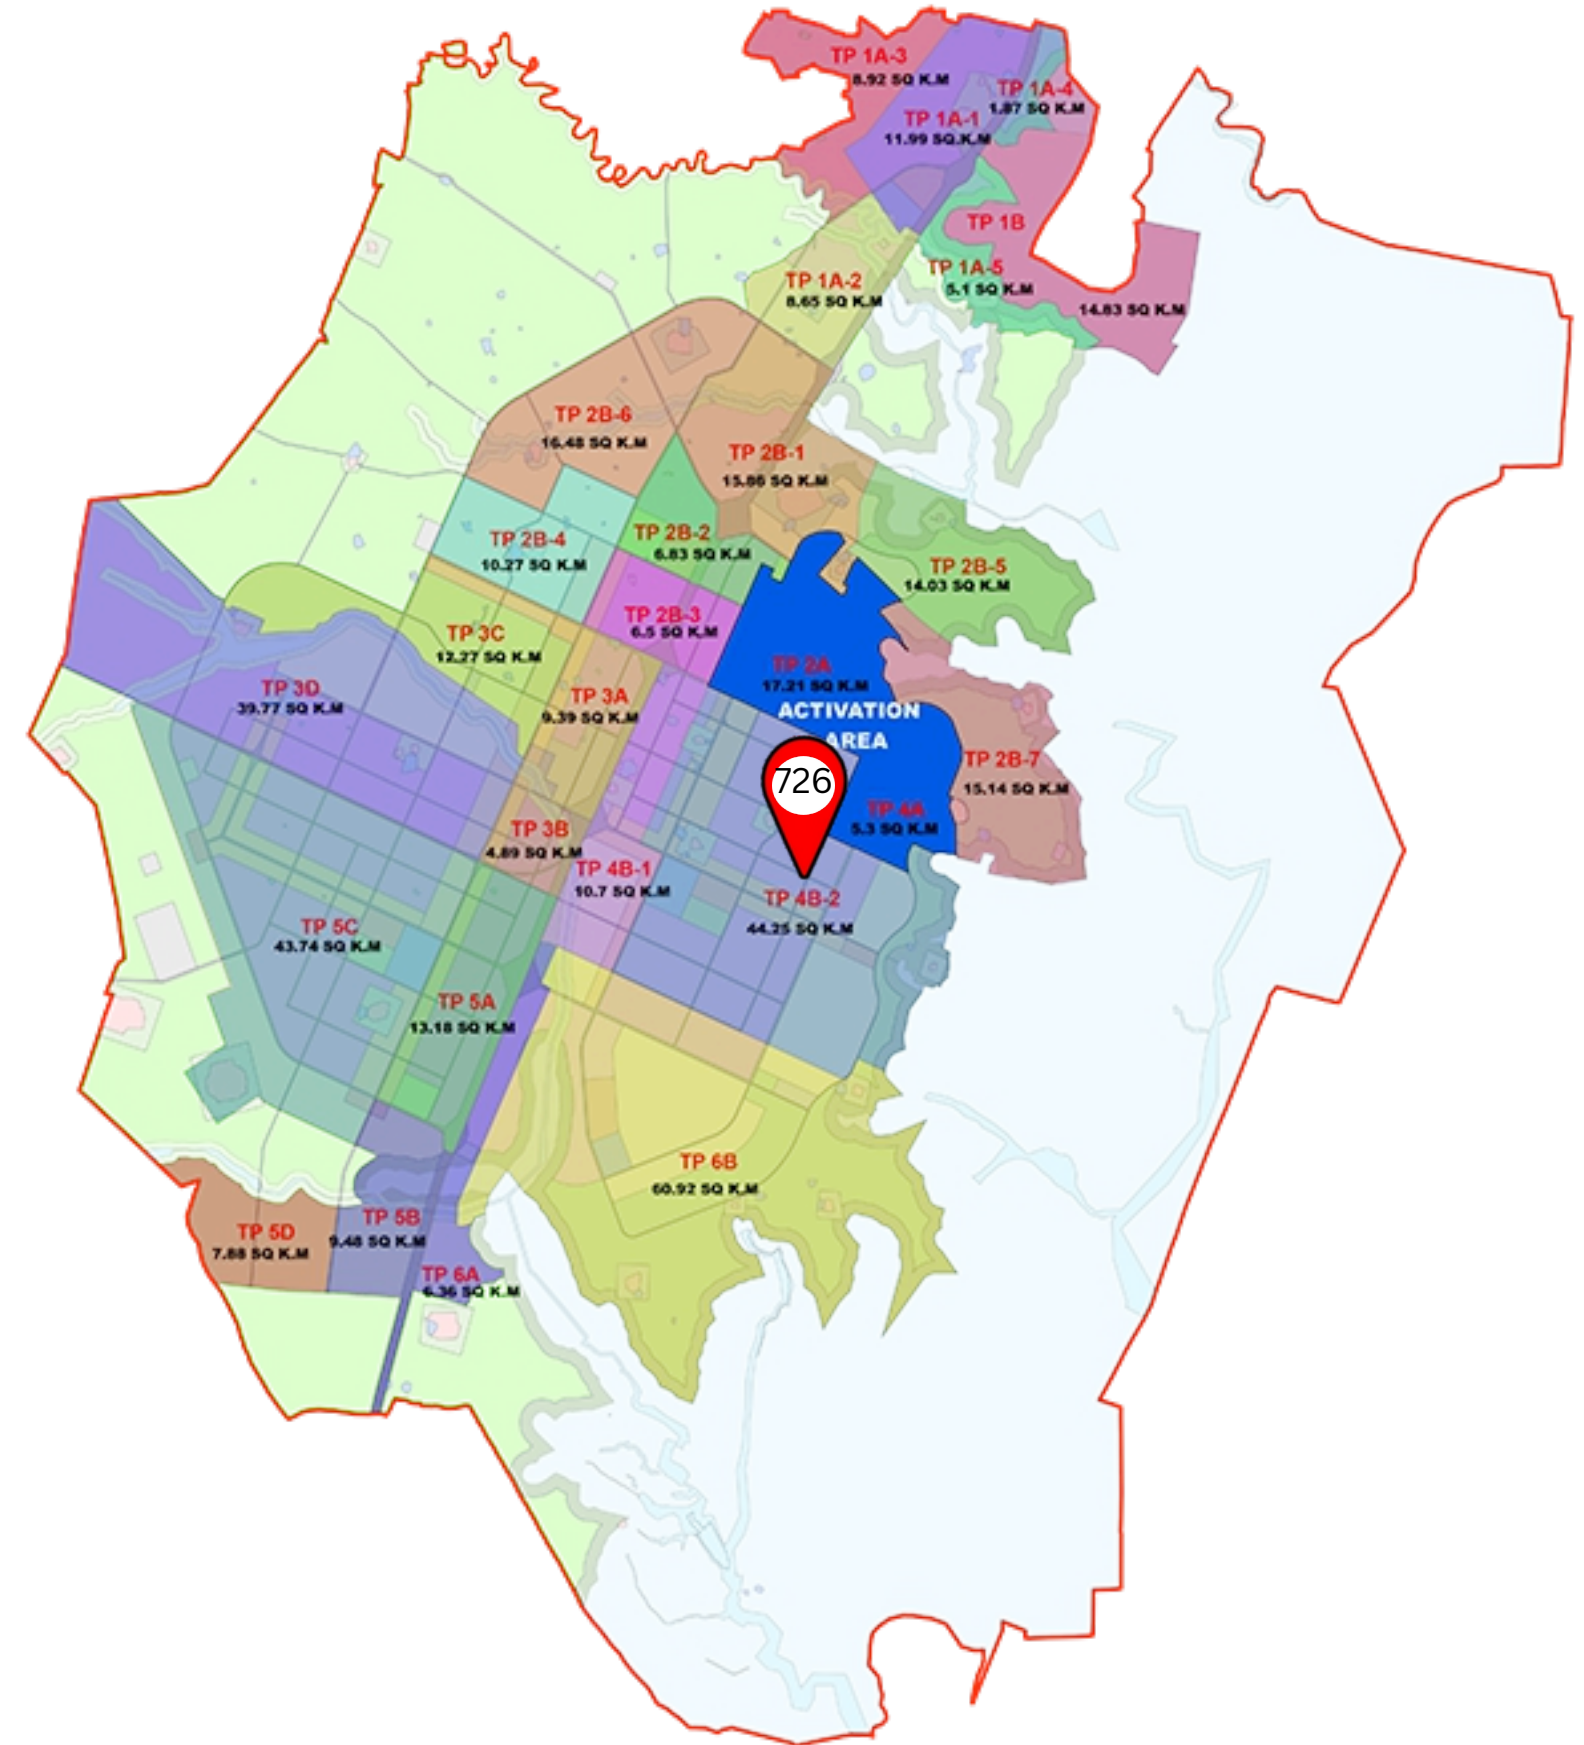 TP 1A-3
8.92 SQ K.M
TP 1A-4
1.87 SQ K.M
TP 1A-1
11.99 SQ.K.M
TP 1B
14.83 SQ K.M
TP 1A-5
5.1 SQ K.M
TP 1A-2
8.65 SQ K.M
TP 2B-6
16.48 SQ K.M
TP 2B-1
15.86 SQ K.M
TP 2B-4
10.27 SQ K.M
TP 2B-2
6.83 SQ K.M
TP 2B-5
14.03 SQ K.M
TP 2B-3
6.5 SQ K.M
TP 3C
12.27 SQ K.M
TP 2A
17.21 SQ K.M
ACTIVATION
AREA
TP 3D
39.77 SQ K.M
TP 3A
9.39 SQ K.M
TP 2B-7
15.14 SQ K.M
726
TP 4A
5.3 SQ K.M
TP 3B
4.89 SQ K.M
TP 4B-1
10.7 SQ K.M
TP 4B-2
44.25 SQ K.M
TP 5C
43.74 SQ K.M
TP 5A
13.18 SQ K.M
TP 6B
60.92 SQ K.M
TP 5D
7.88 SQ K.M
TP 5B
9.48 SQ K.M
TP 6A
6.36 SQ K.M